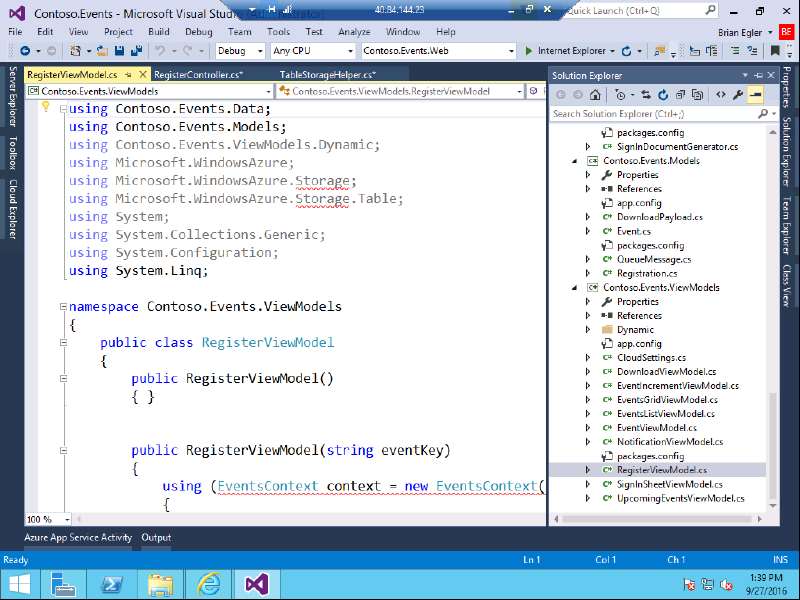 Contoso.Events - Microsoft Visual Stud
40.84.144.23
Quick Launch (Ctrl+Q)
File Edit View Project Build Debug Team Tools Test Analyze Window Help
Brian Egler
BE
Debug Any CPU Contoso.Events.Web Internet Explorer
RegisterViewModel.cs RegisterController.cs* TableStorageHelper.cs*
Contoso.Events.ViewModels Contoso.Events.ViewModels.RegisterViewModel
Server Explorer
Toolbox
Cloud Explorer
using Contoso.Events.Data;
using Contoso.Events.Models;
using Contoso.Events.ViewModels.Dynamic;
using Microsoft.WindowsAzure;
using Microsoft.WindowsAzure.Storage;
using Microsoft.WindowsAzure.Storage.Table;
using System;
using System.Collections.Generic;
using System.Configuration;
using System.Linq;
namespace Contoso.Events.ViewModels
{
public class RegisterViewModel
{
public RegisterViewModel()
{ }
public RegisterViewModel(string eventKey)
{
using (EventsContext context = new EventsContext(
{
100 %
Solution Explorer
Search Solution Explorer (Ctrl+;)
packages.config
SignInDocumentGenerator.cs
Contoso.Events.Models
Properties
References
app.config
DownloadPayload.cs
Event.cs
packages.config
QueueMessage.cs
Registration.cs
Contoso.Events.ViewModels
Properties
References
Dynamic
app.config
CloudSettings.cs
DownloadViewModel.cs
EventIncrementViewModel.cs
EventsGridViewModel.cs
EventsListViewModel.cs
EventViewModel.cs
NotificationViewModel.cs
packages.config
RegisterViewModel.cs
SignInSheetViewModel.cs
UpcomingEventsViewModel.cs
Properties
Solution Explorer
Team Explorer
Class View
Azure App Service Activity Output
Ready Ln 1 Col 1 Ch 1 INS
1:39 PM
9/27/2016